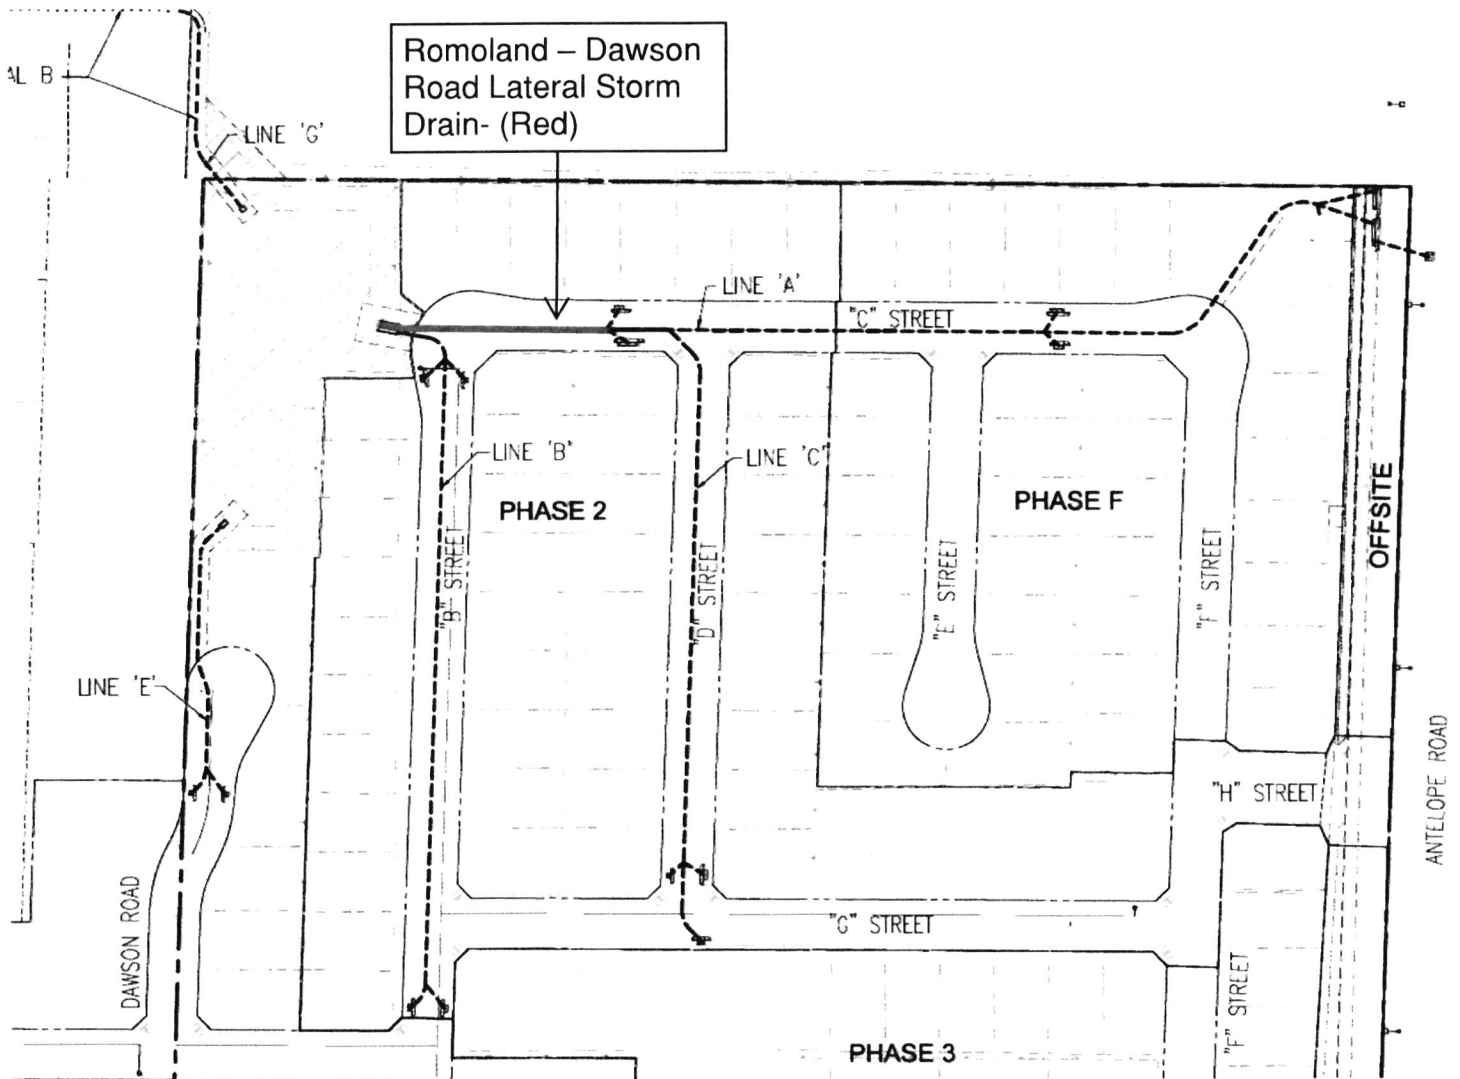 Romoland – Dawson
Road Lateral Storm
Drain- (Red)
AL B
LINE 'G'
LINE 'A'
"C" STREET
LINE 'B'
LINE 'C'
PHASE 2
PHASE F
OFFSITE
"B" STREET
"D" STREET
"E" STREET
"F" STREET
LINE 'E'
"H" STREET
ANTELOPE ROAD
DAWSON ROAD
"G" STREET
"F" STREET
PHASE 3